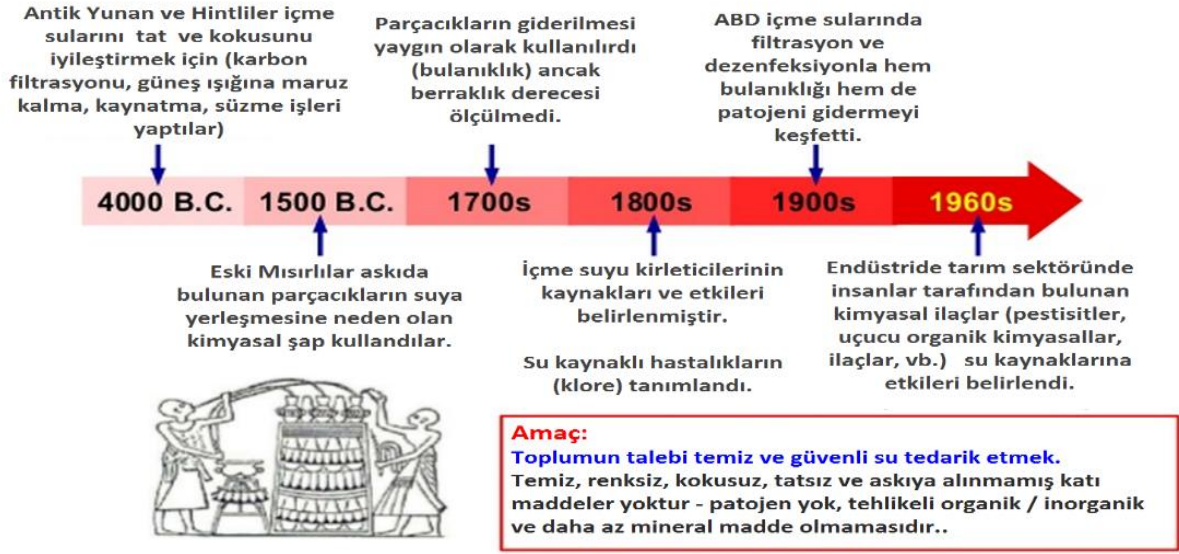 Antik Yunan ve Hintliler içme
sularını tat ve kokusunu
iyileştirmek için (karbon
filtrasyonu, güneş ışığına maruz
kalma, kaynatma, süzme işleri
yaptılar)
Parçacıkların giderilmesi
yaygın olarak kullanılırdı
(bulanıklık) ancak
berraklık derecesi
ölçülmedi.
ABD içme sularında
filtrasyon ve
dezenfeksiyonla hem
bulanıklığı hem de
patojeni gidermeyi
keşfetti.
4000 B.C. 1500 B.C. 1700s 1800s 1900s 1960s
Eski Mısırlılar askıda
bulunan parçacıkların suya
yerleşmesine neden olan
kimyasal şap kullandılar.
İçme suyu kirleticilerinin
kaynakları ve etkileri
belirlenmiştir.
Su kaynaklı hastalıkların
(klore) tanımlandı.
Endüstride tarım sektöründe
insanlar tarafından bulunan
kimyasal ilaçlar (pestisitler,
uçucu organik kimyasallar,
ilaçlar, vb.) su kaynaklarına
etkileri belirlendi.
Amaç:
Toplumun talebi temiz ve güvenli su tedarik etmek.
Temiz, renksiz, kokusuz, tatsız ve askıya alınmamış katı
maddeler yoktur - patojen yok, tehlikeli organik / inorganik
ve daha az mineral madde olmamasıdır..